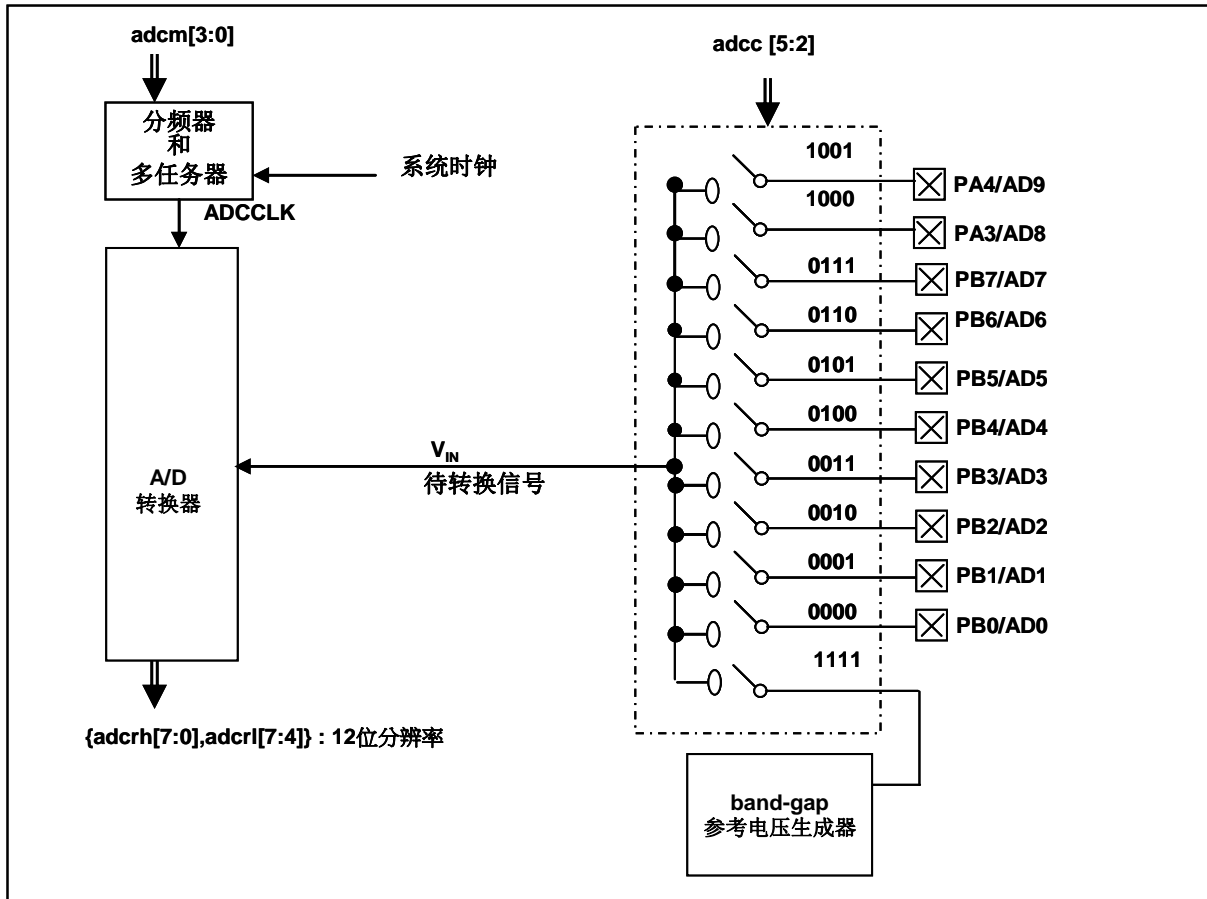 adcm[3:0]
分频器
和
多任务器
系统时钟
ADCCLK
A/D
转换器
VIN
待转换信号
{adcrh[7:0],adcrl[7:4]} : 12位分辨率
adcc [5:2]
1001
PA4/AD9
1000
PA3/AD8
0111
PB7/AD7
0110
PB6/AD6
0101
PB5/AD5
0100
PB4/AD4
0011
PB3/AD3
0010
PB2/AD2
0001
PB1/AD1
0000
PB0/AD0
1111
band-gap
参考电压生成器